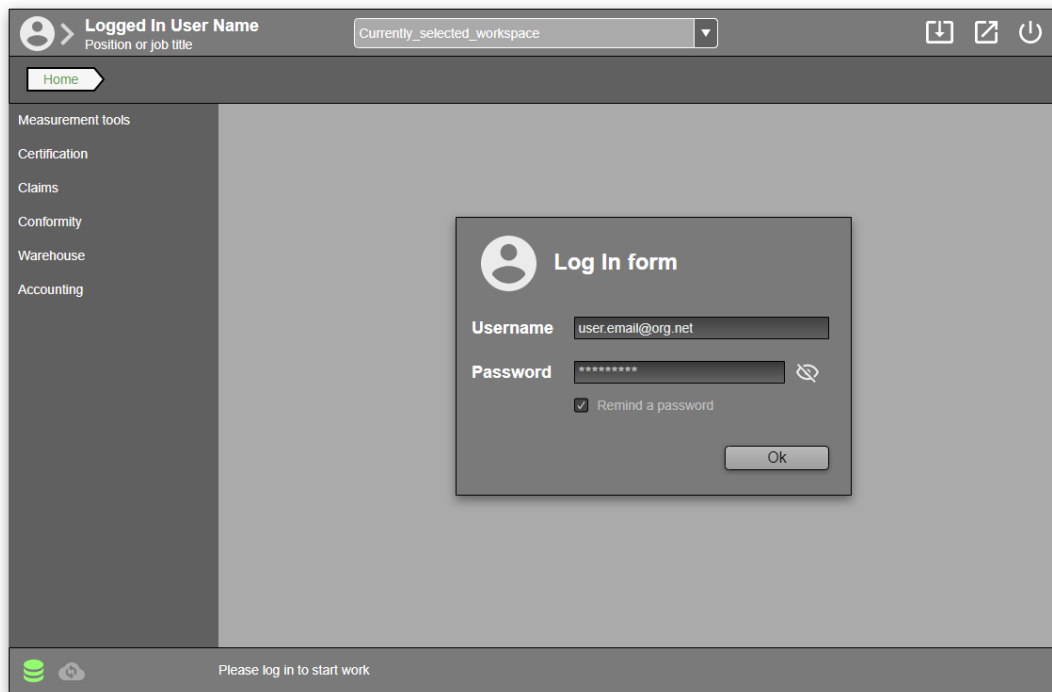 Logged In User Name
Position or job title
Currently_selected_workspace
Home
Measurement tools
Certification
Claims
Conformity
Warehouse
Accounting
Log In form
Username
user.email@org.net
Password
*********
Remind a password
Ok
Please log in to start work